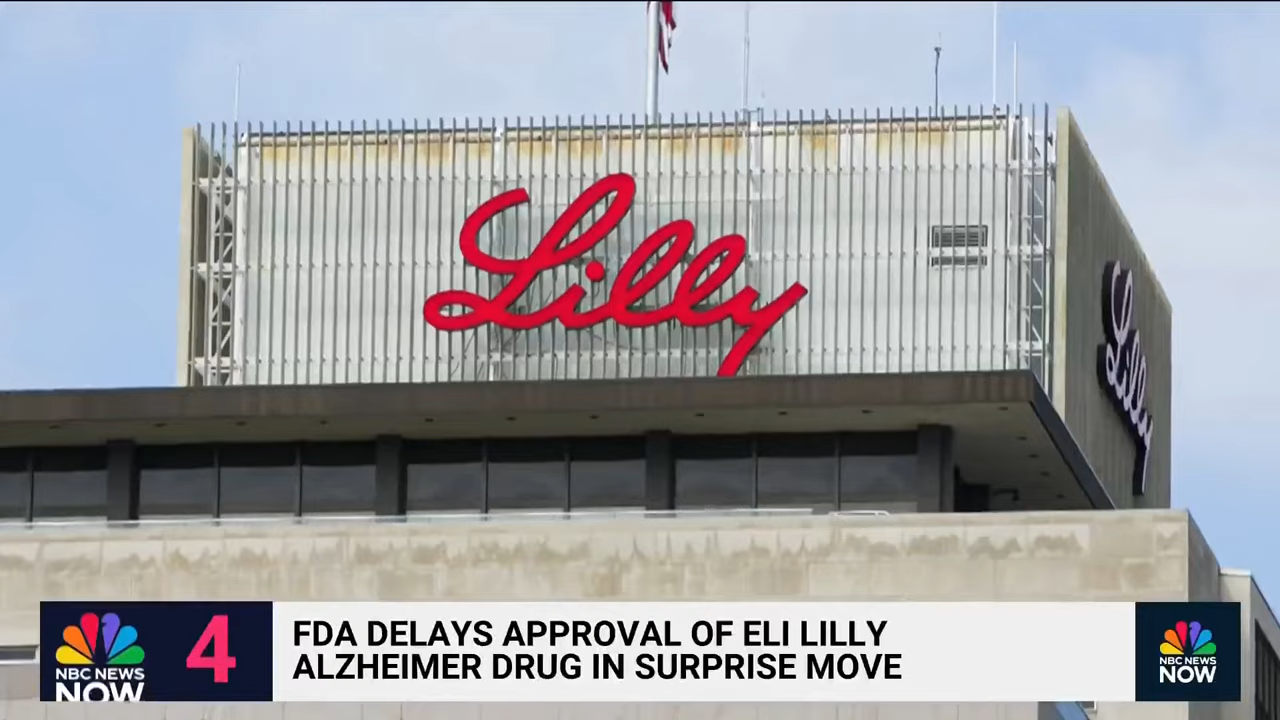 Lilly
Lilly
NBC NEWS
NOW
4
FDA DELAYS APPROVAL OF ELI LILLY
ALZHEIMER DRUG IN SURPRISE MOVE
NBC NEWS
NOW